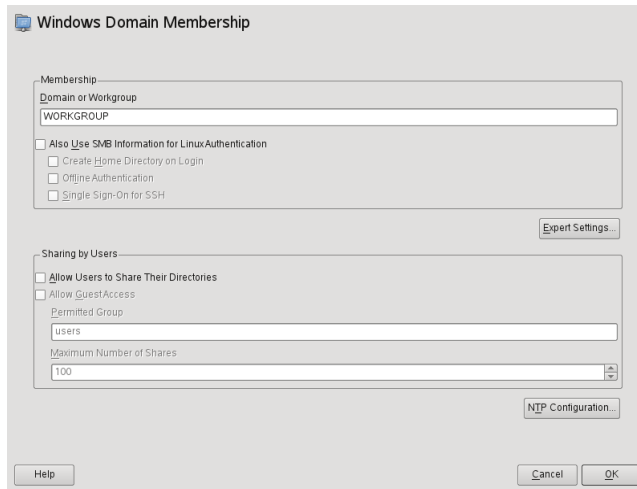 Windows Domain Membership
Membership
Domain or Workgroup
WORKGROUP
Also Use SMB Information for Linux Authentication
Create Home Directory on Login
Offline Authentication
Single Sign-On for SSH
Expert Settings...
Sharing by Users
Allow Users to Share Their Directories
Allow Guest Access
Permitted Group
users
Maximum Number of Shares
100
NTP Configuration...
Help
Cancel
OK